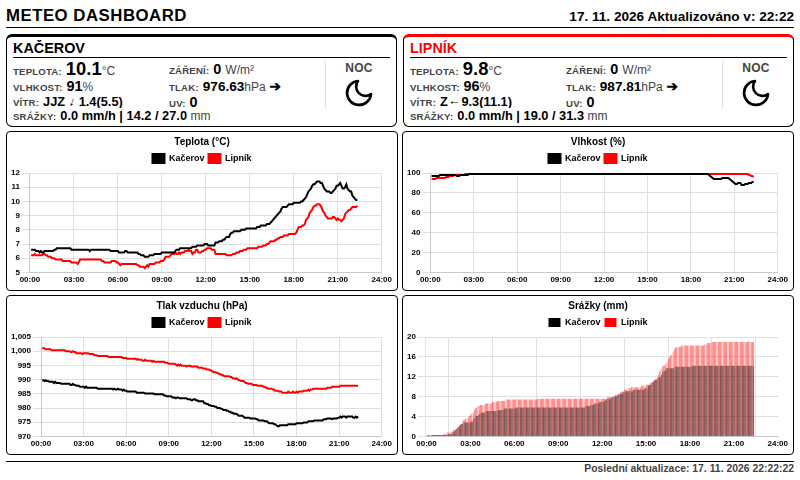 METEO DASHBOARD
17. 11. 2026 Aktualizováno v: 22:22
KAČEROV
TEPLOTA: 10.1°C
ZÁŘENÍ: 0 W/m²
VLHKOST: 91%
TLAK: 976.63hPa ➔
VÍTR: JJZ ↓ 1.4(5.5)
UV: 0
SRÁŽKY: 0.0 mm/h | 14.2 / 27.0 mm
NOC
LIPNÍK
TEPLOTA: 9.8°C
ZÁŘENÍ: 0 W/m²
VLHKOST: 96%
TLAK: 987.81hPa ➔
VÍTR: Z ← 9.3(11.1)
UV: 0
SRÁŽKY: 0.0 mm/h | 19.0 / 31.3 mm
NOC
Teplota (°C)
Kačerov Lipník
12
11
10
9
8
7
6
5
00:00 03:00 06:00 09:00 12:00 15:00 18:00 21:00 24:00
Vlhkost (%)
Kačerov Lipník
100
80
60
40
20
0
00:00 03:00 06:00 09:00 12:00 15:00 18:00 21:00 24:00
Tlak vzduchu (hPa)
Kačerov Lipník
1,005
1,000
995
990
985
980
975
970
00:00 03:00 06:00 09:00 12:00 15:00 18:00 21:00 24:00
Srážky (mm)
Kačerov Lipník
20
16
12
8
4
0
00:00 03:00 06:00 09:00 12:00 15:00 18:00 21:00 24:00
Poslední aktualizace: 17. 11. 2026 22:22:22